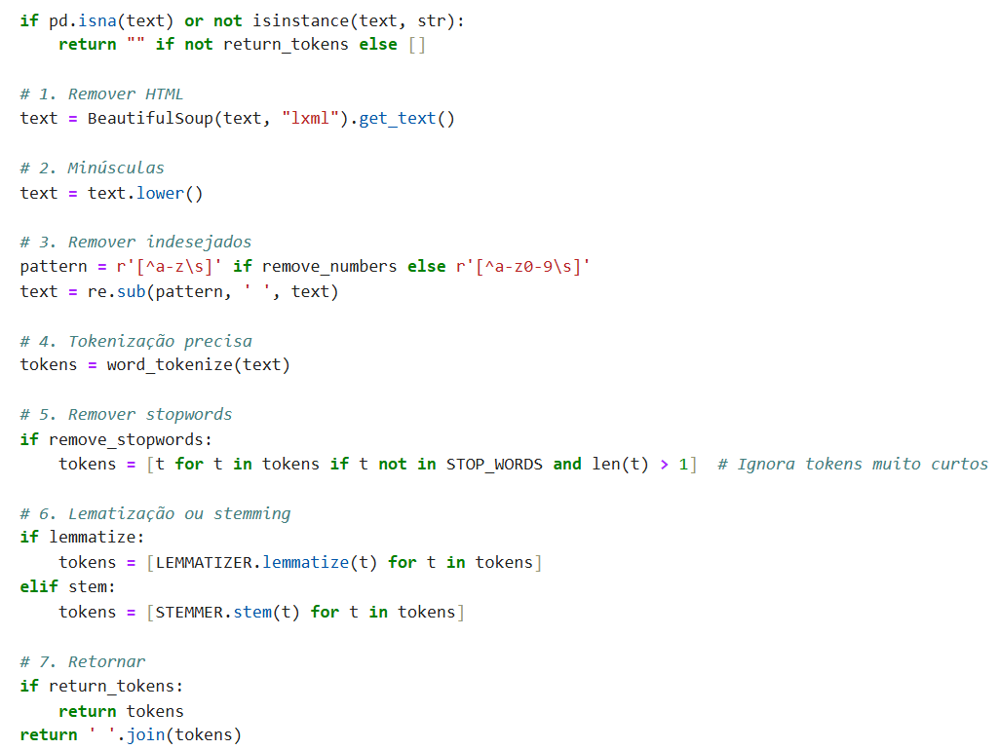 if pd.isna(text) or not isinstance(text, str):
    return "" if not return_tokens else []

# 1. Remover HTML
text = BeautifulSoup(text, "lxml").get_text()

# 2. Minúsculas
text = text.lower()

# 3. Remover indesejados
pattern = r'[^a-z\s]' if remove_numbers else r'[^a-z0-9\s]'
text = re.sub(pattern, ' ', text)

# 4. Tokenização precisa
tokens = word_tokenize(text)

# 5. Remover stopwords
if remove_stopwords:
    tokens = [t for t in tokens if t not in STOP_WORDS and len(t) > 1]  # Ignora tokens muito curtos

# 6. Lematização ou stemming
if lemmatize:
    tokens = [LEMMATIZER.lemmatize(t) for t in tokens]
elif stem:
    tokens = [STEMMER.stem(t) for t in tokens]

# 7. Retornar
if return_tokens:
    return tokens
return ' '.join(tokens)